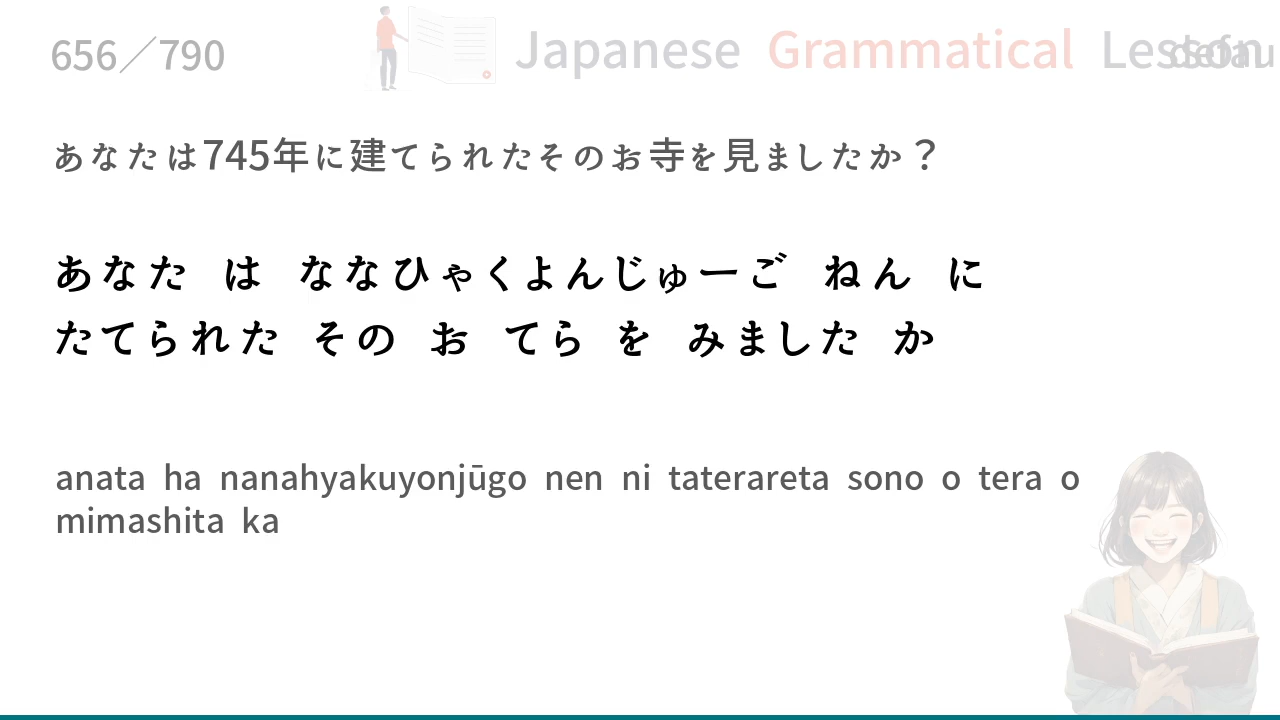 656／790
Japanese Grammatical Lesson
defau
あなたは745年に建てられたそのお寺を見ましたか？
あなた は ななひゃくよんじゅーご ねん に
たてられた その お てら を みました か
anata ha nanahyakuyonjūgo nen ni taterareta sono o tera o
mimashita ka